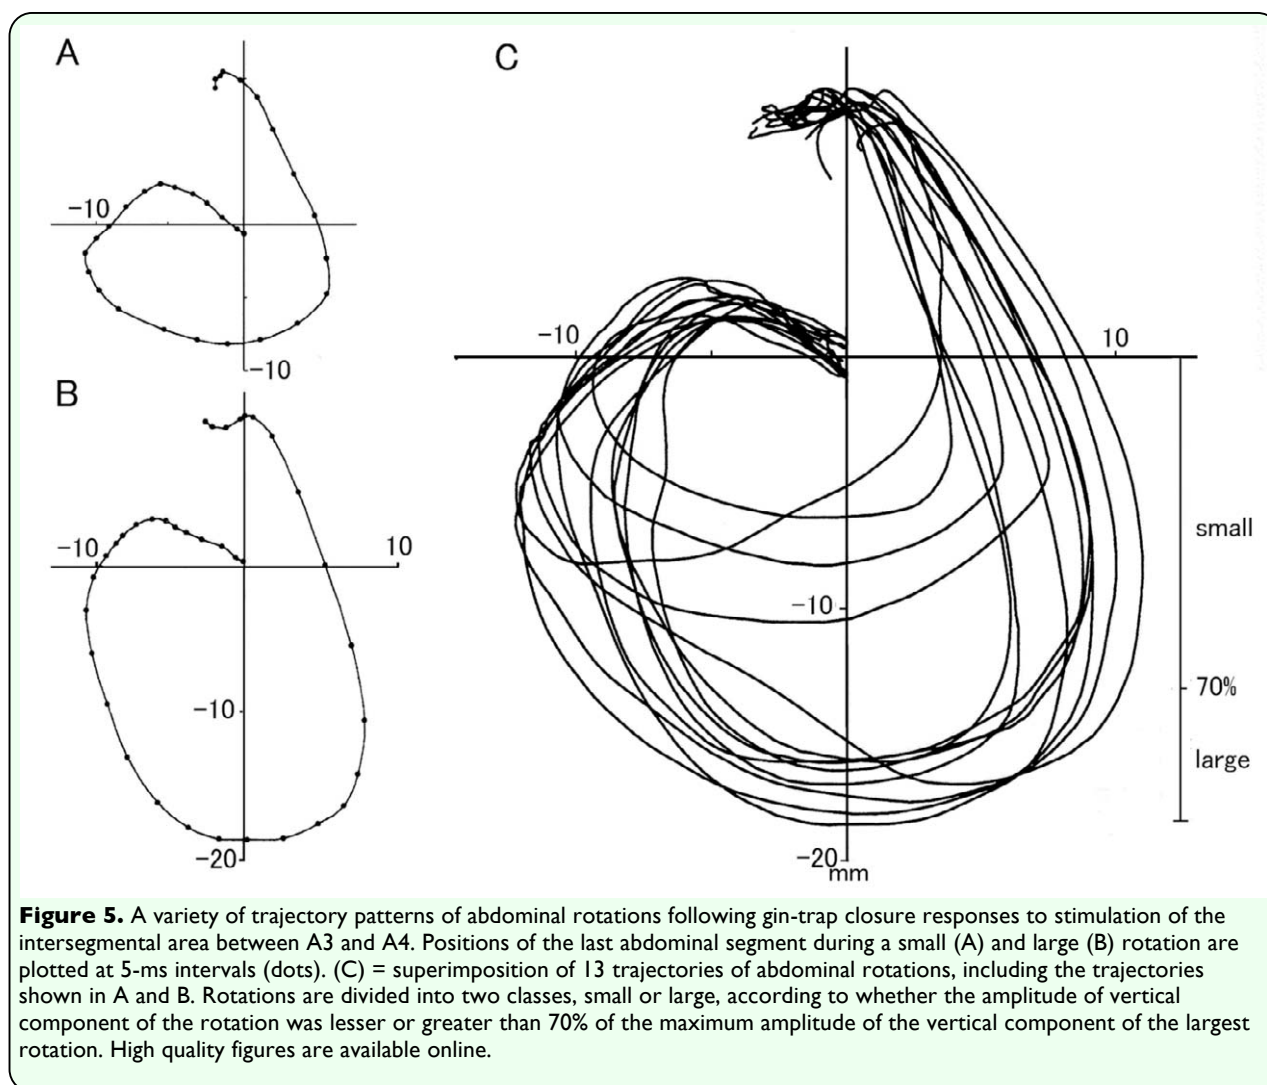 A
C
-10
-10
B
-10
10
-10
-20
-10
10
small
-10
70%
large
-20
mm
Figure 5. A variety of trajectory patterns of abdominal rotations following gin-trap closure responses to stimulation of the
intersegmental area between A3 and A4. Positions of the last abdominal segment during a small (A) and large (B) rotation are
plotted at 5-ms intervals (dots). (C) = superimposition of 13 trajectories of abdominal rotations, including the trajectories
shown in A and B. Rotations are divided into two classes, small or large, according to whether the amplitude of vertical
component of the rotation was lesser or greater than 70% of the maximum amplitude of the vertical component of the largest
rotation. High quality figures are available online.